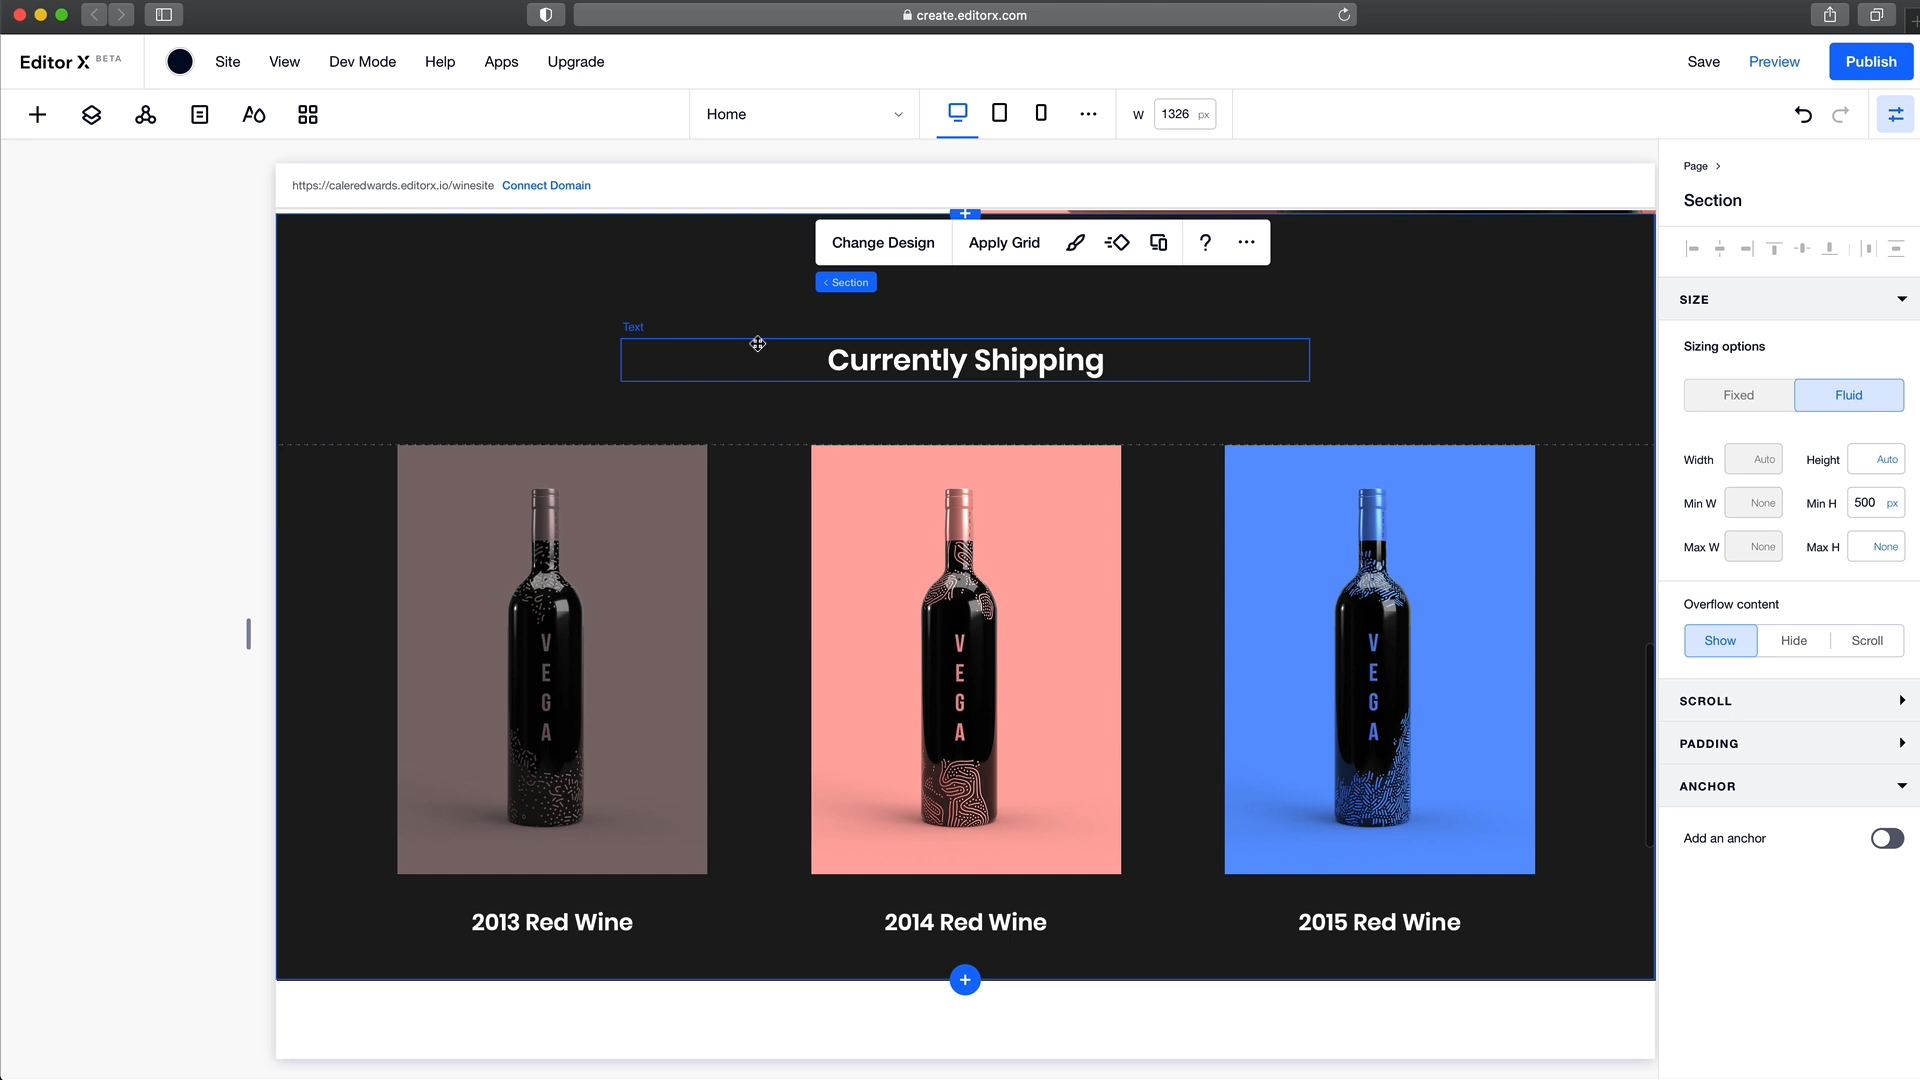 create.editorx.com
Editor X BETA
Site View Dev Mode Help Apps Upgrade
Save Preview Publish
Home
W 1326 px
https://caleredwards.editorx.io/winesite Connect Domain
Page >
Section
Change Design Apply Grid ? ...
< Section
SIZE
Text
Currently Shipping
Sizing options
Fixed Fluid
Width Auto Height Auto
Min W None Min H 500 px
Max W None Max H None
Overflow content
Show Hide Scroll
SCROLL
PADDING
ANCHOR
Add an anchor
VEGA
VEGA
VEGA
2013 Red Wine
2014 Red Wine
2015 Red Wine